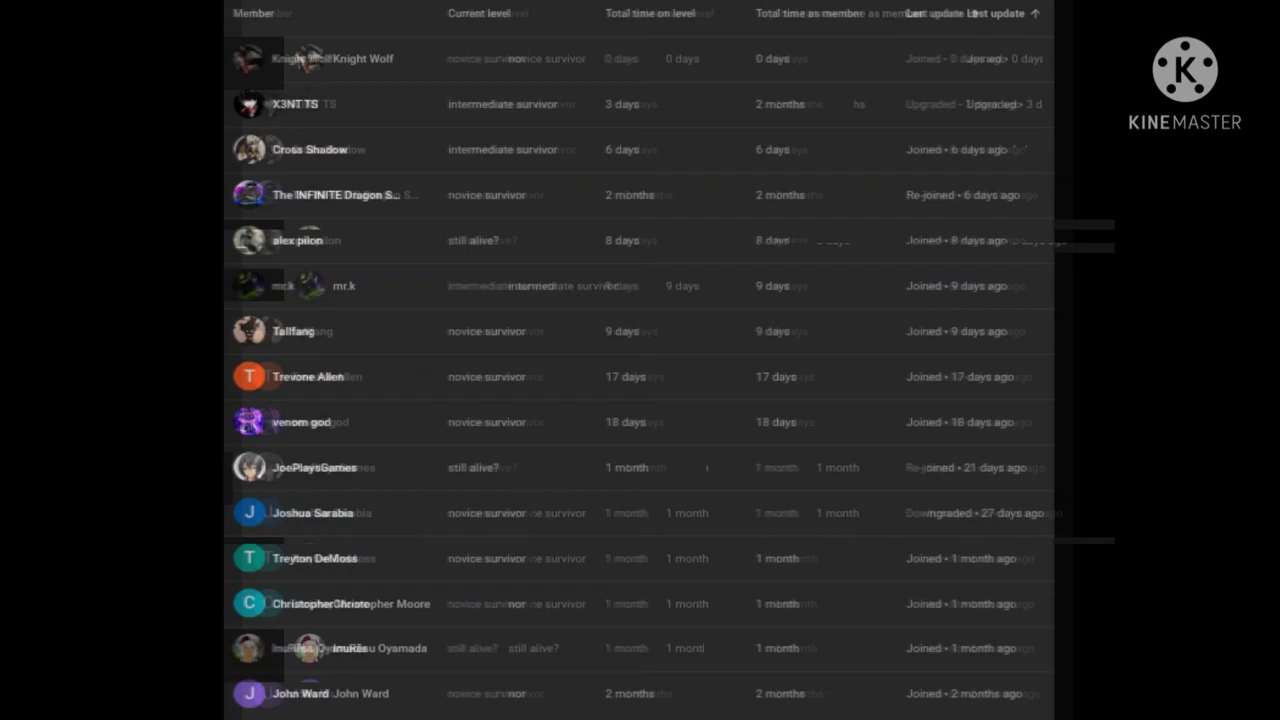 Member Current level Total time on level Total time as member Last update ↑
Knight Wolf novice survivor 0 days 0 days Joined • 0 days
X3NT TS intermediate survivor 3 days 2 months Upgraded • 3 d
Cross Shadow intermediate survivor 6 days 6 days Joined • 6 days ago
The INFINITE Dragon S... novice survivor 2 months 2 months Re-joined • 6 days ago
alex pilon still alive? 8 days 8 days Joined • 8 days ago
mr.k intermediate survivor 9 days 9 days Joined • 9 days ago
Tallfang novice survivor 9 days 9 days Joined • 9 days ago
T Trevone Allen novice survivor 17 days 17 days Joined • 17 days ago
venom god novice survivor 18 days 18 days Joined • 18 days ago
JoePlaysGames still alive? 1 month 1 month Re-joined • 21 days ago
J Joshua Sarabia novice survivor 1 month 1 month Downgraded • 27 days ago
T Treyton DeMoss novice survivor 1 month 1 month Joined • 1 month ago
C Christopher Moore novice survivor 1 month 1 month Joined • 1 month ago
Oyamada still alive? 1 month 1 month Joined • 1 month ago
J John Ward novice survivor 2 months 2 months Joined • 2 months ago
K
KINEMASTER